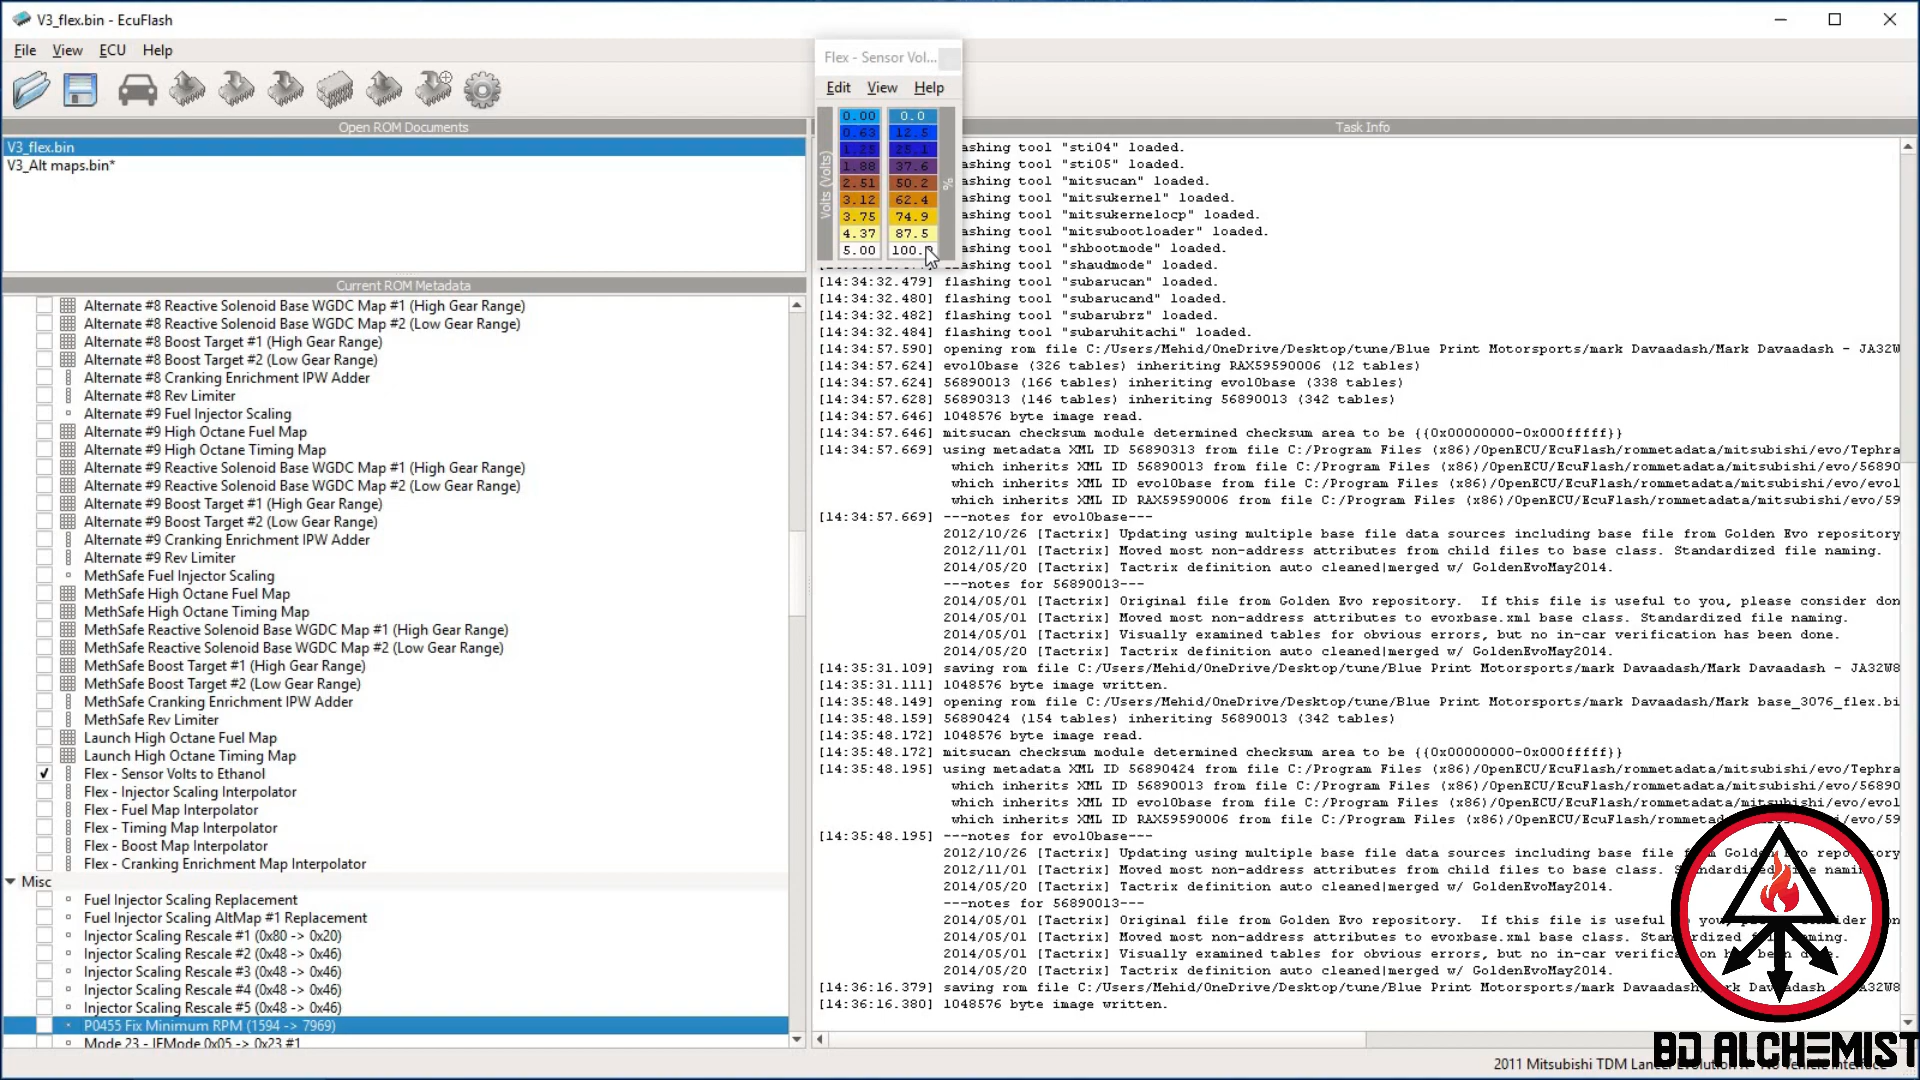 V3_flex.bin - EcuFlash
File View ECU Help
Open ROM Documents
V3_flex.bin
V3_Alt maps.bin*
Current ROM Metadata
Alternate #8 Reactive Solenoid Base WGDC Map #1 (High Gear Range)
Alternate #8 Reactive Solenoid Base WGDC Map #2 (Low Gear Range)
Alternate #8 Boost Target #1 (High Gear Range)
Alternate #8 Boost Target #2 (Low Gear Range)
Alternate #8 Cranking Enrichment IPW Adder
Alternate #8 Rev Limiter
Alternate #9 Fuel Injector Scaling
Alternate #9 High Octane Fuel Map
Alternate #9 High Octane Timing Map
Alternate #9 Reactive Solenoid Base WGDC Map #1 (High Gear Range)
Alternate #9 Reactive Solenoid Base WGDC Map #2 (Low Gear Range)
Alternate #9 Boost Target #1 (High Gear Range)
Alternate #9 Boost Target #2 (Low Gear Range)
Alternate #9 Cranking Enrichment IPW Adder
Alternate #9 Rev Limiter
MethSafe Fuel Injector Scaling
MethSafe High Octane Fuel Map
MethSafe High Octane Timing Map
MethSafe Reactive Solenoid Base WGDC Map #1 (High Gear Range)
MethSafe Reactive Solenoid Base WGDC Map #2 (Low Gear Range)
MethSafe Boost Target #1 (High Gear Range)
MethSafe Boost Target #2 (Low Gear Range)
MethSafe Cranking Enrichment IPW Adder
MethSafe Rev Limiter
Launch High Octane Fuel Map
Launch High Octane Timing Map
Flex - Sensor Volts to Ethanol
Flex - Injector Scaling Interpolator
Flex - Fuel Map Interpolator
Flex - Timing Map Interpolator
Flex - Boost Map Interpolator
Flex - Cranking Enrichment Map Interpolator
Misc
Fuel Injector Scaling Replacement
Fuel Injector Scaling AltMap #1 Replacement
Injector Scaling Rescale #1 (0x80 -> 0x20)
Injector Scaling Rescale #2 (0x48 -> 0x46)
Injector Scaling Rescale #3 (0x48 -> 0x46)
Injector Scaling Rescale #4 (0x48 -> 0x46)
Injector Scaling Rescale #5 (0x48 -> 0x46)
P0455 Fix Minimum RPM (1594 -> 7969)
Mode 23 - IFMode 0x05 -> 0x23 #1
Flex - Sensor Vol...
Edit View Help
Volts (Volts)
0.00 0.0
0.63 12.5
1.25 25.1
1.88 37.6
2.51 50.2
3.12 62.4
3.75 74.9
4.37 87.5
5.00 100.
%
Task Info
ashing tool "sti04" loaded.
ashing tool "sti05" loaded.
ashing tool "mitsucan" loaded.
ashing tool "mitsukernel" loaded.
ashing tool "mitsukernelocp" loaded.
ashing tool "mitsubootloader" loaded.
ashing tool "shbootmode" loaded.
ashing tool "shaudmode" loaded.
[14:34:32.479] flashing tool "subarucan" loaded.
[14:34:32.480] flashing tool "subarucand" loaded.
[14:34:32.482] flashing tool "subarubrz" loaded.
[14:34:32.484] flashing tool "subaruhitachi" loaded.
[14:34:57.590] opening rom file C:/Users/Mehid/OneDrive/Desktop/tune/Blue Print Motorsports/mark Davaadash/Mark Davaadash - JA32W
[14:34:57.624] evo10base (326 tables) inheriting RAX59590006 (12 tables)
[14:34:57.624] 56890013 (166 tables) inheriting evo10base (338 tables)
[14:34:57.628] 56890313 (146 tables) inheriting 56890013 (342 tables)
[14:34:57.646] 1048576 byte image read.
[14:34:57.646] mitsucan checksum module determined checksum area to be {{0x00000000-0x000fffff}}
[14:34:57.669] using metadata XML ID 56890313 from file C:/Program Files (x86)/OpenECU/EcuFlash/rommetadata/mitsubishi/evo/Tephra
which inherits XML ID 56890013 from file C:/Program Files (x86)/OpenECU/EcuFlash/rommetadata/mitsubishi/evo/56890
which inherits XML ID evo10base from file C:/Program Files (x86)/OpenECU/EcuFlash/rommetadata/mitsubishi/evo/evo1
which inherits XML ID RAX59590006 from file C:/Program Files (x86)/OpenECU/EcuFlash/rommetadata/mitsubishi/evo/59
[14:34:57.669] ---notes for evo10base---
2012/10/26 [Tactrix] Updating using multiple base file data sources including base file from Golden Evo repository
2012/11/01 [Tactrix] Moved most non-address attributes from child files to base class. Standardized file naming.
2014/05/20 [Tactrix] Tactrix definition auto cleaned|merged w/ GoldenEvoMay2014.
---notes for 56890013---
2014/05/01 [Tactrix] Original file from Golden Evo repository. If this file is useful to you, please consider don
2014/05/01 [Tactrix] Moved most non-address attributes to evoxbase.xml base class. Standardized file naming.
2014/05/01 [Tactrix] Visually examined tables for obvious errors, but no in-car verification has been done.
2014/05/20 [Tactrix] Tactrix definition auto cleaned|merged w/ GoldenEvoMay2014.
[14:35:31.109] saving rom file C:/Users/Mehid/OneDrive/Desktop/tune/Blue Print Motorsports/mark Davaadash/Mark Davaadash - JA32W8
[14:35:31.111] 1048576 byte image written.
[14:35:48.149] opening rom file C:/Users/Mehid/OneDrive/Desktop/tune/Blue Print Motorsports/mark Davaadash/Mark base_3076_flex.bi
[14:35:48.159] 56890424 (154 tables) inheriting 56890013 (342 tables)
[14:35:48.172] 1048576 byte image read.
[14:35:48.172] mitsucan checksum module determined checksum area to be {{0x00000000-0x000fffff}}
[14:35:48.195] using metadata XML ID 56890424 from file C:/Program Files (x86)/OpenECU/EcuFlash/rommetadata/mitsubishi/evo/Tephra
which inherits XML ID 56890013 from file C:/Program Files (x86)/OpenECU/EcuFlash/rommetadata/mitsubishi/evo/56890
which inherits XML ID evo10base from file C:/Program Files (x86)/OpenECU/EcuFlash/rommetadata/mitsubishi/evo/evo1
which inherits XML ID RAX59590006 from file C:/Program Files (x86)/OpenECU/EcuFlash/rommetadata/mitsubishi/evo/59
[14:35:48.195] ---notes for evo10base---
2012/10/26 [Tactrix] Updating using multiple base file data sources including base file from Golden Evo repository
2012/11/01 [Tactrix] Moved most non-address attributes from child files to base class.
2014/05/20 [Tactrix] Tactrix definition auto cleaned|merged w/ GoldenEvoMay2014.
---notes for 56890013---
2014/05/01 [Tactrix] Original file from Golden Evo repository. If this file is useful
2014/05/01 [Tactrix] Moved most non-address attributes to evoxbase.xml base class. naming.
2014/05/01 [Tactrix] Visually examined tables for obvious errors, but no in-car been done.
2014/05/20 [Tactrix] Tactrix definition auto cleaned|merged w/ GoldenEvoMay2014.
[14:36:16.379] saving rom file C:/Users/Mehid/OneDrive/Desktop/tune/Blue Print Motorsports/mark Davaadash JA32W8
[14:36:16.380] 1048576 byte image written.
BD ALCHEMIST
2011 Mitsubishi TDM